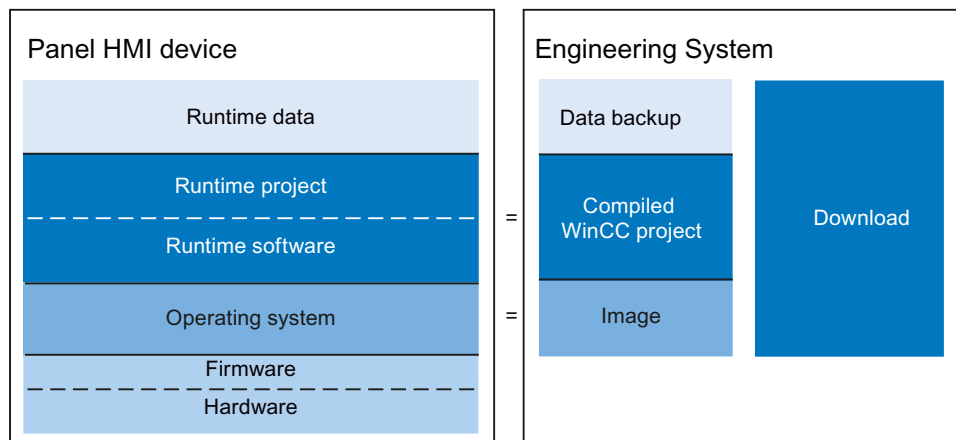 Panel HMI device
Runtime data
Runtime project
Runtime software
Operating system
Firmware
Hardware
=
=
Engineering System
Data backup
Compiled
WinCC project
Image
Download